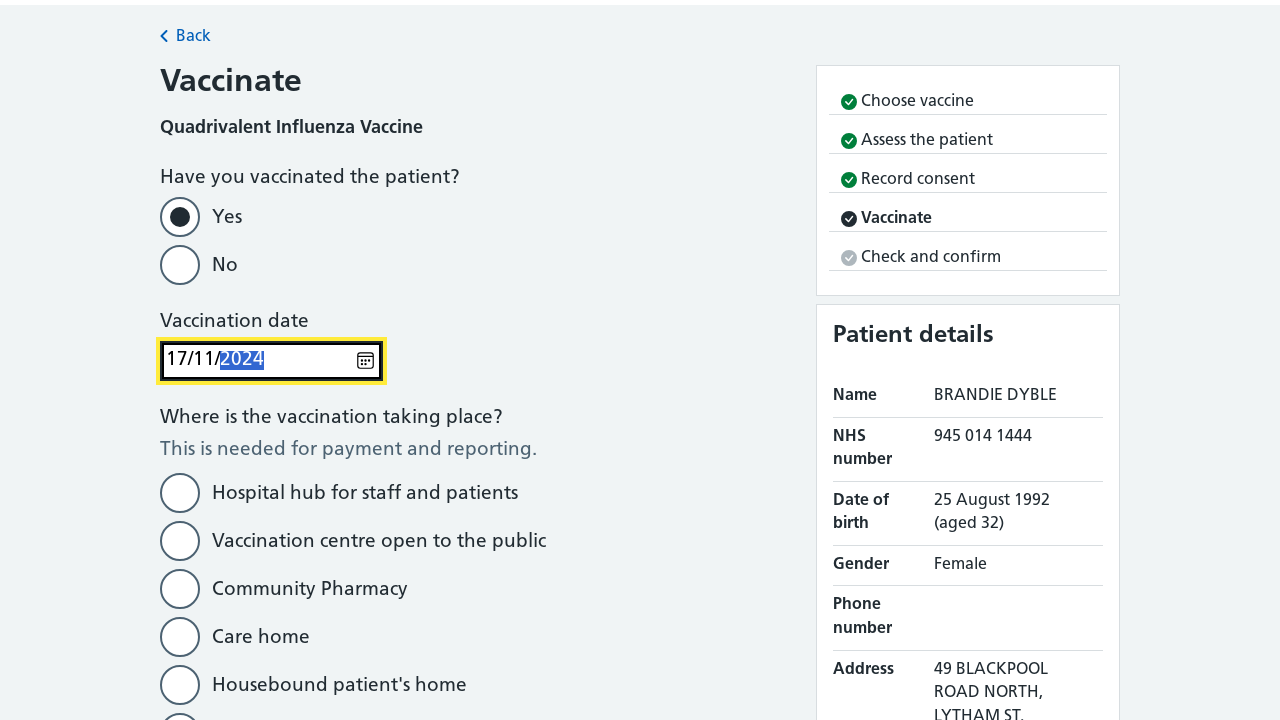 Back
Vaccinate
Quadrivalent Influenza Vaccine
Have you vaccinated the patient?
Yes
No
Vaccination date
17/11/2024
Where is the vaccination taking place?
This is needed for payment and reporting.
Hospital hub for staff and patients
Vaccination centre open to the public
Community Pharmacy
Care home
Housebound patient's home
Choose vaccine
Assess the patient
Record consent
Vaccinate
Check and confirm
Patient details
Name BRANDIE DYBLE
NHS number 945 014 1444
Date of birth 25 August 1992 (aged 32)
Gender Female
Phone number
Address 49 BLACKPOOL
ROAD NORTH,
LYTHAM ST.